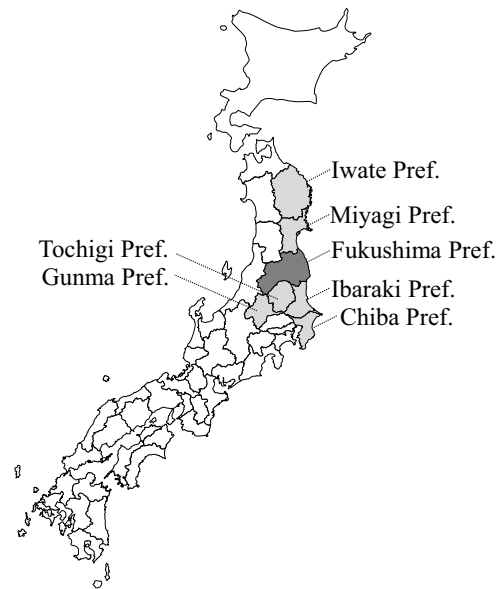 Iwate Pref.
Miyagi Pref.
Tochigi Pref.
Fukushima Pref.
Gunma Pref.
Ibaraki Pref.
Chiba Pref.